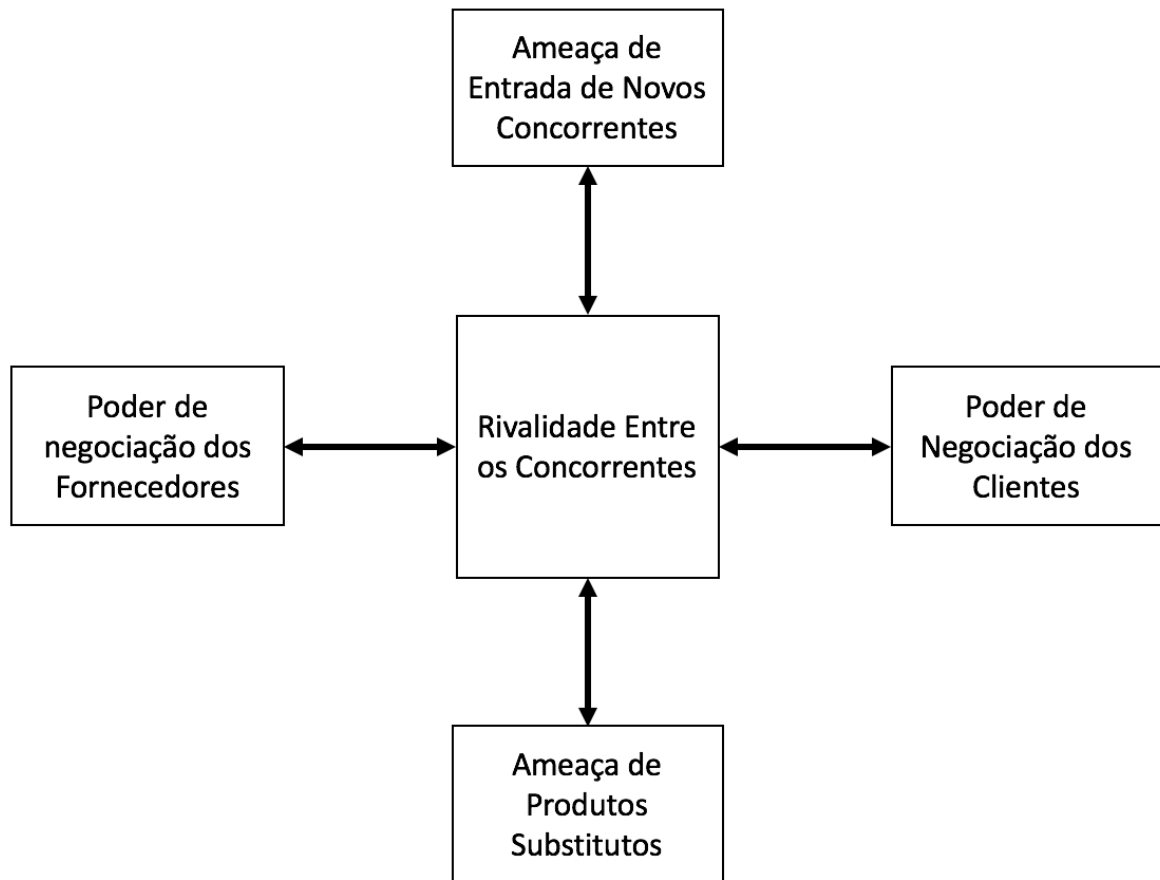 Ameaça de
Entrada de Novos
Concorrentes
Poder de
negociação dos
Fornecedores
Rivalidade Entre
os Concorrentes
Poder de
Negociação dos
Clientes
Ameaça de
Produtos
Substitutos